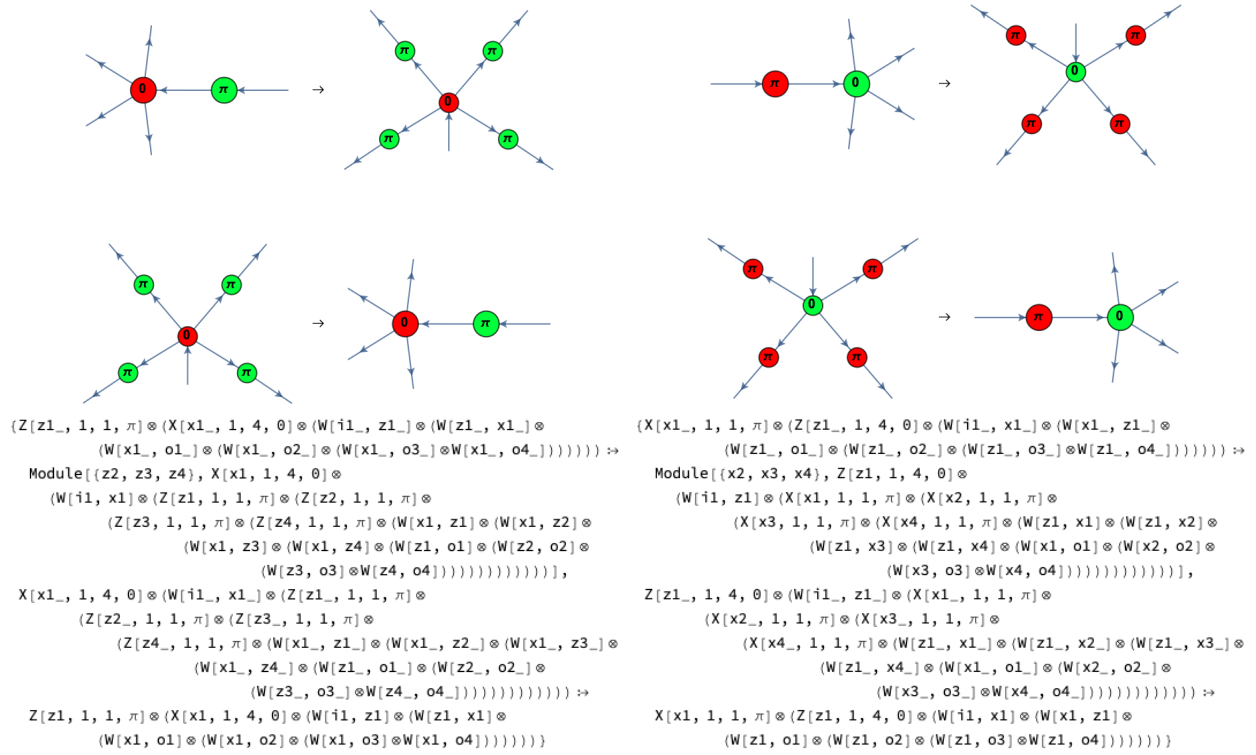 0 π → π π 0 π π
π 0 → π π 0 π π
π π 0 π π → 0 π
π π 0 π π → π 0
{Z[z1_, 1, 1, π]⊗(X[x1_, 1, 4, 0]⊗(W[i1_, z1_]⊗(W[z1_, x1_]⊗
(W[x1_, o1_]⊗(W[x1_, o2_]⊗(W[x1_, o3_]⊗W[x1_, o4_])))))) ⧴
Module[{z2, z3, z4}, X[x1, 1, 4, 0]⊗
(W[i1, x1]⊗(Z[z1, 1, 1, π]⊗(Z[z2, 1, 1, π]⊗
(Z[z3, 1, 1, π]⊗(Z[z4, 1, 1, π]⊗(W[x1, z1]⊗(W[x1, z2]⊗
(W[x1, z3]⊗(W[x1, z4]⊗(W[z1, o1]⊗(W[z2, o2]⊗
(W[z3, o3]⊗W[z4, o4]))))))))))))],
X[x1_, 1, 4, 0]⊗(W[i1_, x1_]⊗(Z[z1_, 1, 1, π]⊗
(Z[z2_, 1, 1, π]⊗(Z[z3_, 1, 1, π]⊗
(Z[z4_, 1, 1, π]⊗(W[x1_, z1_]⊗(W[x1_, z2_]⊗(W[x1_, z3_]⊗
(W[x1_, z4_]⊗(W[z1_, o1_]⊗(W[z2_, o2_]⊗
(W[z3_, o3_]⊗W[z4_, o4_])))))))))))) ⧴
Z[z1, 1, 1, π]⊗(X[x1, 1, 4, 0]⊗(W[i1, z1]⊗(W[z1, x1]⊗
(W[x1, o1]⊗(W[x1, o2]⊗(W[x1, o3]⊗W[x1, o4]))))))}
{X[x1_, 1, 1, π]⊗(Z[z1_, 1, 4, 0]⊗(W[i1_, x1_]⊗(W[x1_, z1_]⊗
(W[z1_, o1_]⊗(W[z1_, o2_]⊗(W[z1_, o3_]⊗W[z1_, o4_])))))) ⧴
Module[{x2, x3, x4}, Z[z1, 1, 4, 0]⊗
(W[i1, z1]⊗(X[x1, 1, 1, π]⊗(X[x2, 1, 1, π]⊗
(X[x3, 1, 1, π]⊗(X[x4, 1, 1, π]⊗(W[z1, x1]⊗(W[z1, x2]⊗
(W[z1, x3]⊗(W[z1, x4]⊗(W[x1, o1]⊗(W[x2, o2]⊗
(W[x3, o3]⊗W[x4, o4]))))))))))))],
Z[z1_, 1, 4, 0]⊗(W[i1_, z1_]⊗(X[x1_, 1, 1, π]⊗
(X[x2_, 1, 1, π]⊗(X[x3_, 1, 1, π]⊗
(X[x4_, 1, 1, π]⊗(W[z1_, x1_]⊗(W[z1_, x2_]⊗(W[z1_, x3_]⊗
(W[z1_, x4_]⊗(W[x1_, o1_]⊗(W[x2_, o2_]⊗
(W[x3_, o3_]⊗W[x4_, o4_])))))))))))) ⧴
X[x1, 1, 1, π]⊗(Z[z1, 1, 4, 0]⊗(W[i1, x1]⊗(W[x1, z1]⊗
(W[z1, o1]⊗(W[z1, o2]⊗(W[z1, o3]⊗W[z1, o4]))))))}